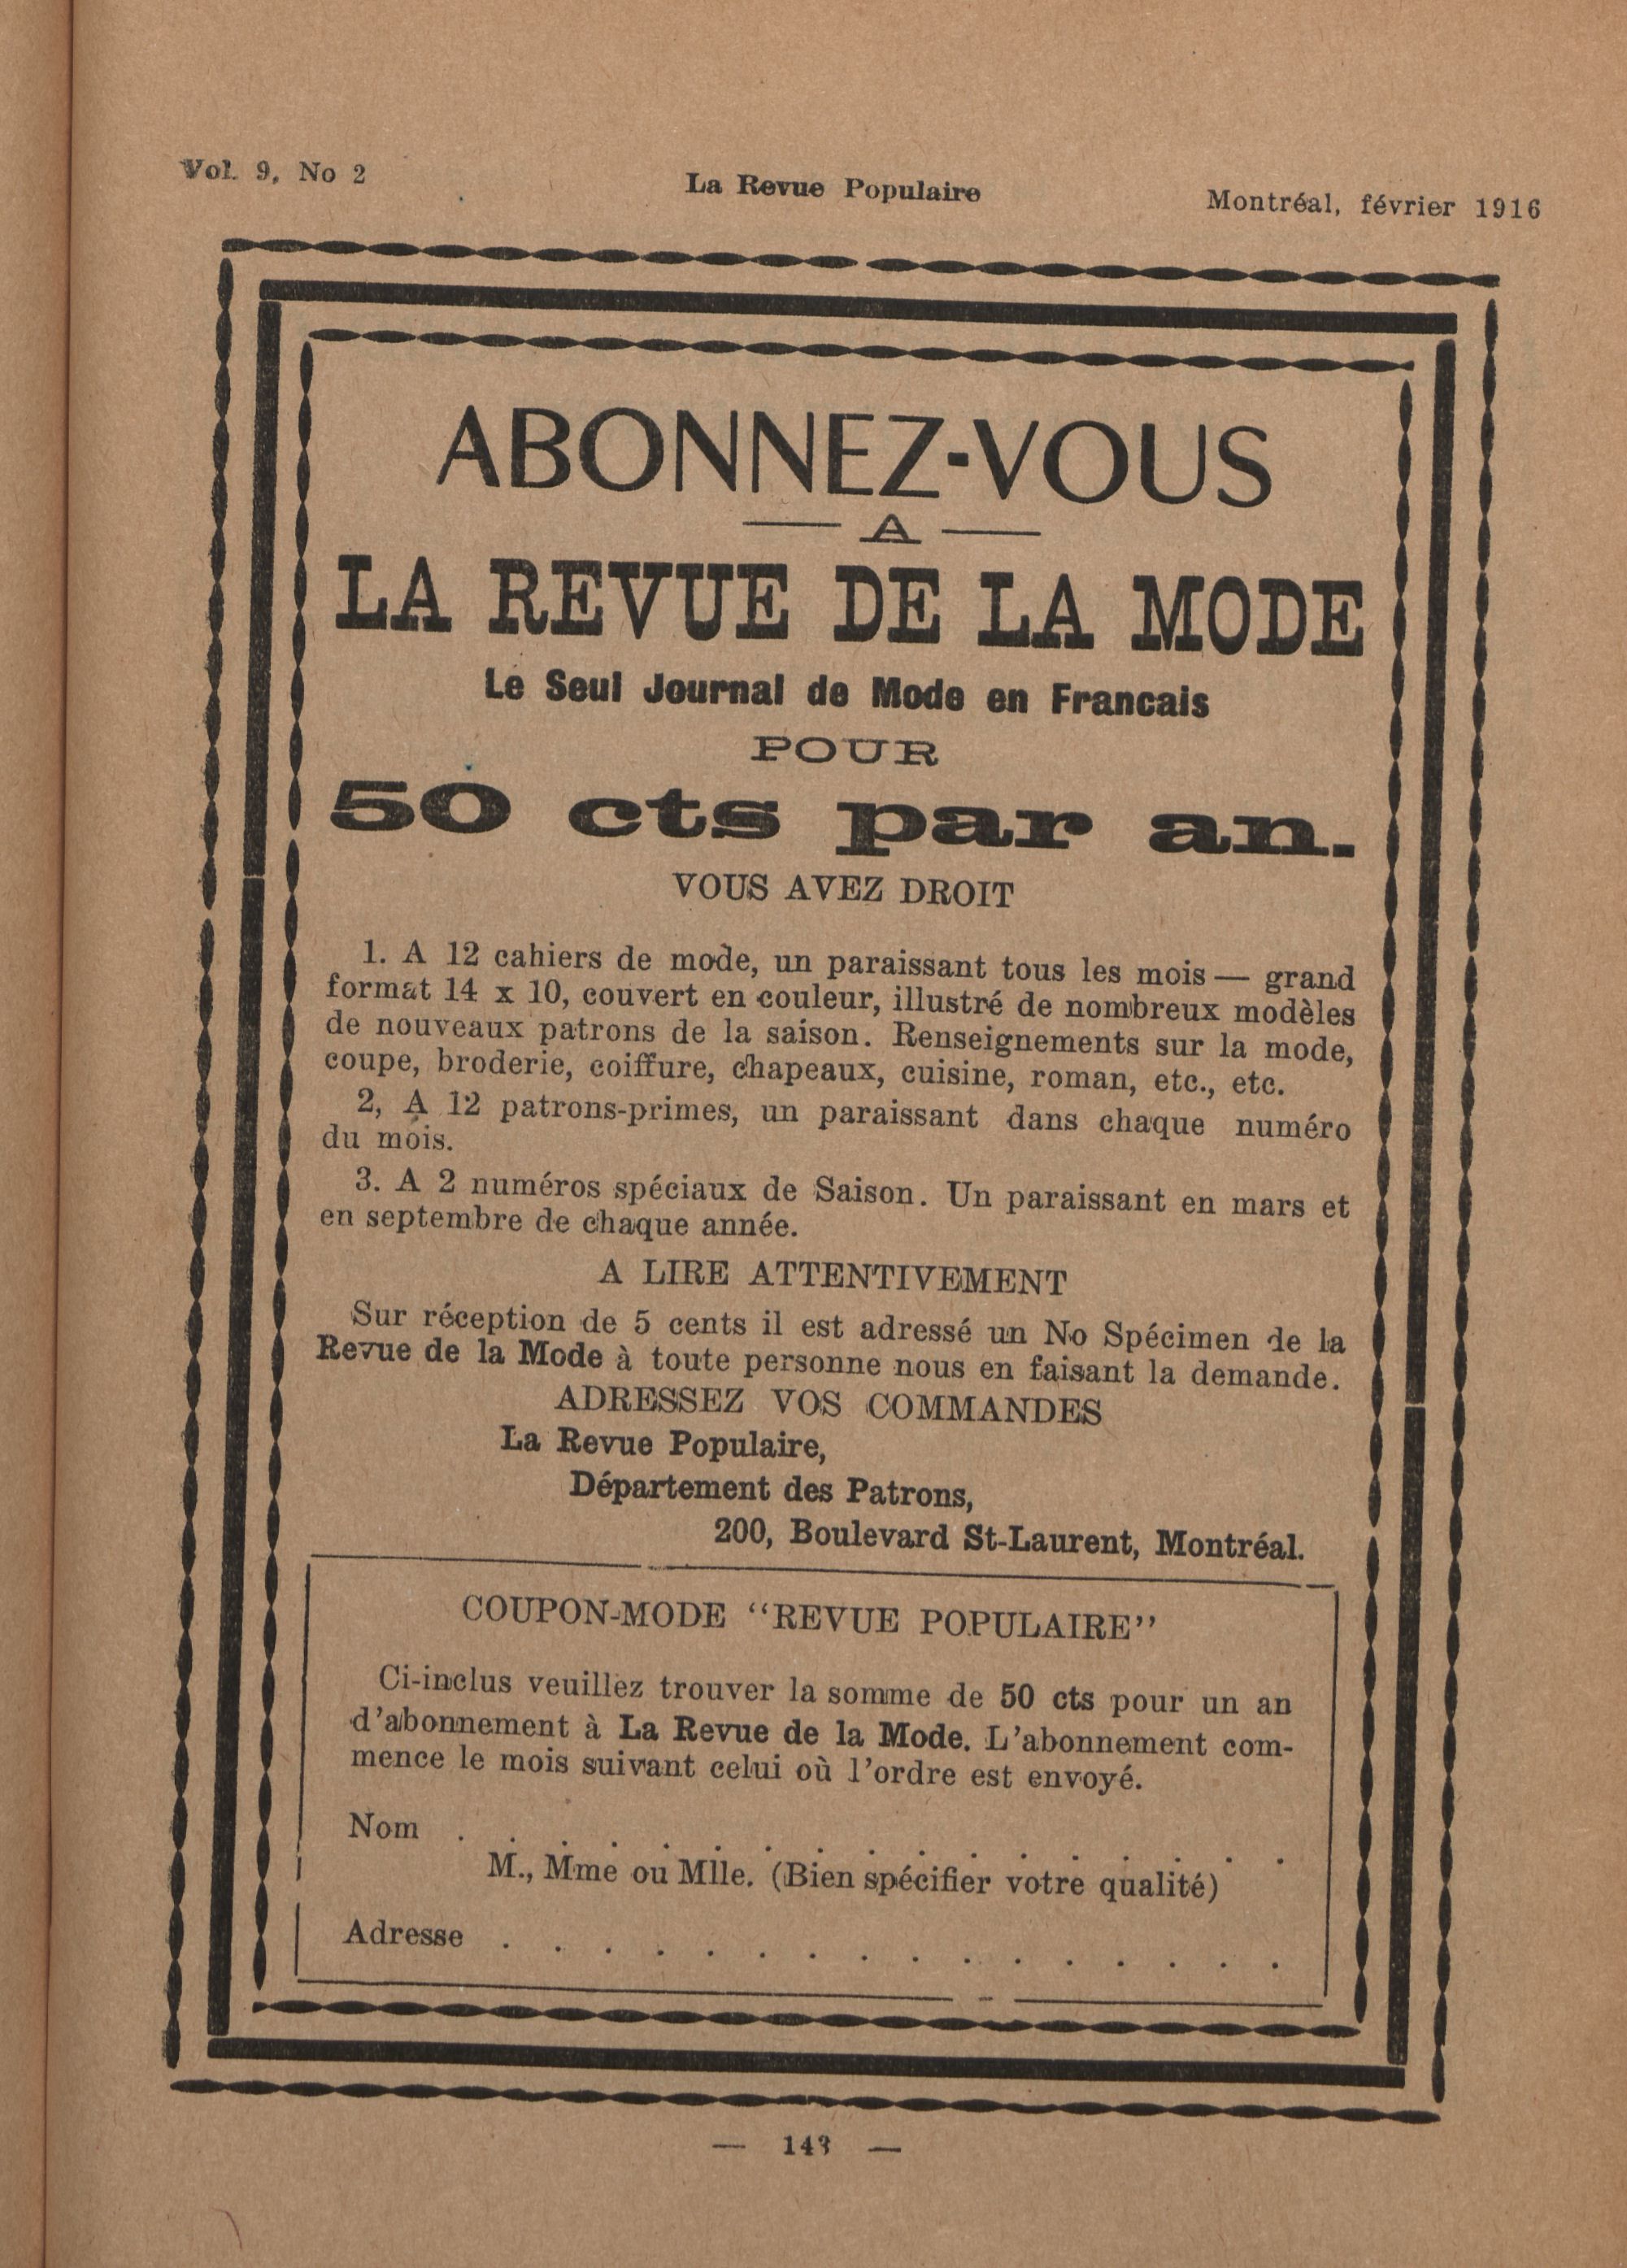 Vol. 9, No 2
La Revue Populaire
Montréal, février 1916
ABONNEZ-VOUS
— A —
LA REVUE DE LA MODE
Le Seul Journal de Mode en Francais
POUR
50 cts par an.
VOUS AVEZ DROIT
1. A 12 cahiers de mode, un paraissant tous les mois — grand
format 14 x 10, couvert en couleur, illustré de nombreux modèles
de nouveaux patrons de la saison. Renseignements sur la mode,
coupe, broderie, coiffure, chapeaux, cuisine, roman, etc., etc.
2, A 12 patrons-primes, un paraissant dans chaque numéro
du mois.
3. A 2 numéros spéciaux de Saison. Un paraissant en mars et
en septembre de chaque année.
A LIRE ATTENTIVEMENT
Sur réception de 5 cents il est adressé un No Spécimen de la
Revue de la Mode à toute personne nous en faisant la demande.
ADRESSEZ VOS COMMANDES
La Revue Populaire,
Département des Patrons,
200, Boulevard St-Laurent, Montréal.
COUPON-MODE "REVUE POPULAIRE"
Ci-inclus veuillez trouver la somme de 50 cts pour un an
d'abonnement à La Revue de la Mode. L'abonnement com-
mence le mois suivant celui où l'ordre est envoyé.
Nom . . . . . . . . . . . . . . . . .
M., Mme ou Mlle. (Bien spécifier votre qualité)
Adresse . . . . . . . . . . . . . . . .
— 143 —